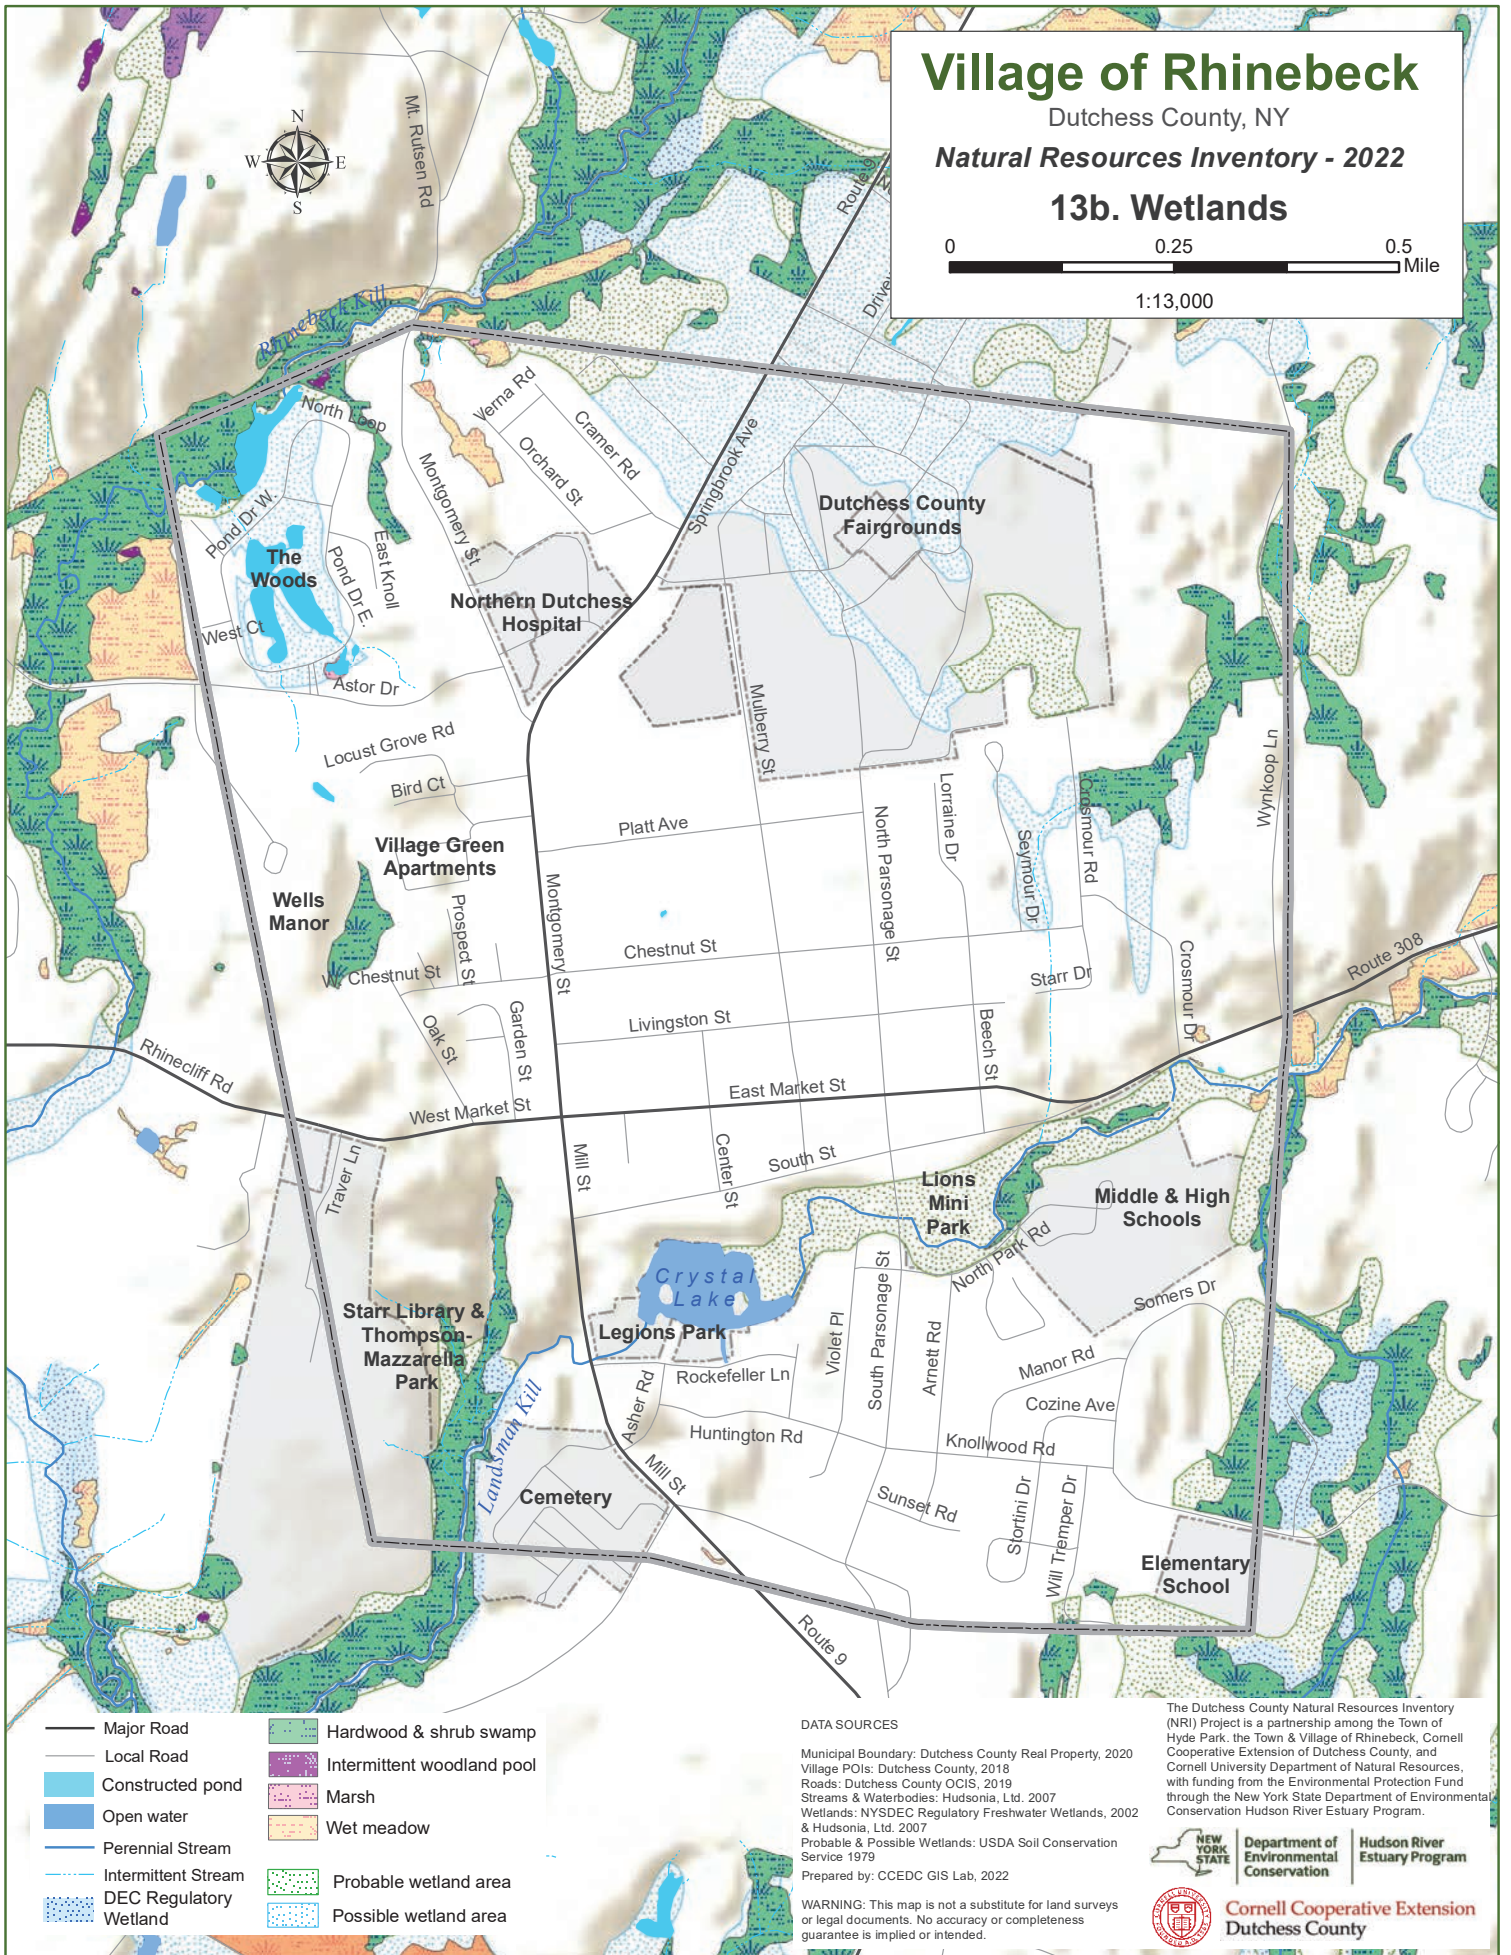 Village of Rhinebeck
Dutchess County, NY
Natural Resources Inventory - 2022
13b. Wetlands
0 0.25 0.5
Mile
1:13,000
N
W E
S
Mt. Rutsen Rd
Route 9
Rhinebeck Kill
North Loop
Verna Rd
Cramer Rd
Orchard St
Montgomery St
Springbrook Ave
Dutchess County
Fairgrounds
Pond Dr W.
The
Woods
Pond Dr E.
East Knoll
West Ct
Astor Dr
Northern Dutchess
Hospital
Mulberry St
Locust Grove Rd
Bird Ct
Village Green
Apartments
Wells
Manor
Prospect St
Montgomery St
Platt Ave
North Parsonage St
Lorraine Dr
Seymour Dr
Crosmour Rd
Wynkoop Ln
Chestnut St
W. Chestnut St
Starr Dr
Crosmour Dr
Route 308
Oak St
Garden St
Livingston St
Beech St
Rhinecliff Rd
West Market St
East Market St
Traver Ln
Mill St
Center St
South St
Lions
Mini
Park
Middle & High
Schools
North Park Rd
Somers Dr
Crystal
Lake
Legions Park
Starr Library &
Thompson-
Mazzarella
Park
Landsman Kill
Asher Rd
Rockefeller Ln
Violet Pl
South Parsonage St
Arnett Rd
Manor Rd
Cozine Ave
Huntington Rd
Knollwood Rd
Mill St
Cemetery
Sunset Rd
Stortini Dr
Will Tremper Dr
Elementary
School
Route 9
Major Road
Local Road
Constructed pond
Open water
Perennial Stream
Intermittent Stream
DEC Regulatory
Wetland
Hardwood & shrub swamp
Intermittent woodland pool
Marsh
Wet meadow
Probable wetland area
Possible wetland area
DATA SOURCES
Municipal Boundary: Dutchess County Real Property, 2020
Village POIs: Dutchess County, 2018
Roads: Dutchess County OCIS, 2019
Streams & Waterbodies: Hudsonia, Ltd. 2007
Wetlands: NYSDEC Regulatory Freshwater Wetlands, 2002
& Hudsonia, Ltd. 2007
Probable & Possible Wetlands: USDA Soil Conservation
Service 1979
Prepared by: CCEDC GIS Lab, 2022
WARNING: This map is not a substitute for land surveys
or legal documents. No accuracy or completeness
guarantee is implied or intended.
The Dutchess County Natural Resources Inventory
(NRI) Project is a partnership among the Town of
Hyde Park. the Town & Village of Rhinebeck, Cornell
Cooperative Extension of Dutchess County, and
Cornell University Department of Natural Resources,
with funding from the Environmental Protection Fund
through the New York State Department of Environmental
Conservation Hudson River Estuary Program.
NEW
YORK
STATE
Department of
Environmental
Conservation
Hudson River
Estuary Program
Cornell Cooperative Extension
Dutchess County